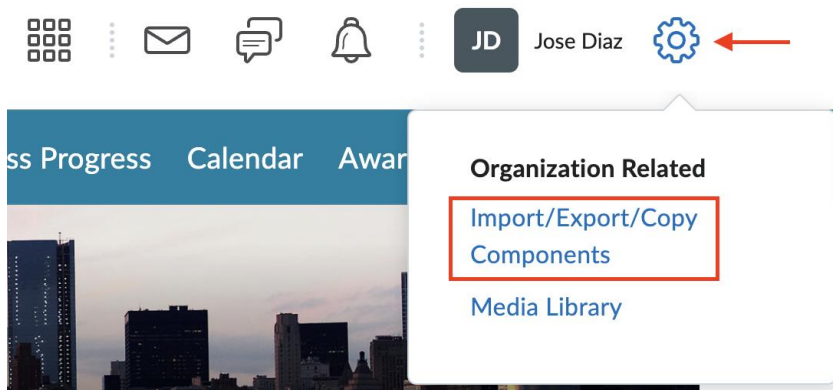 JD Jose Diaz
ss Progress Calendar Awar
Organization Related
Import/Export/Copy
Components
Media Library